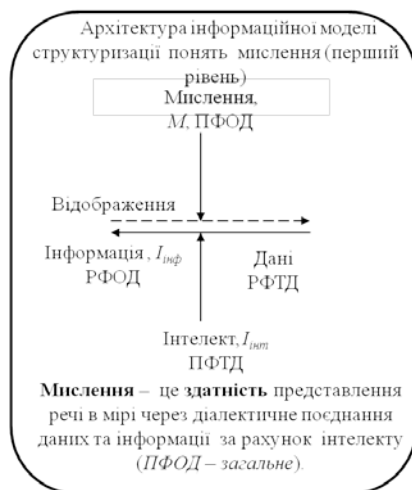 Архітектура інформаційної моделі
структуризації понять мислення (перший
рівень)
Мислення,
М, ПФОД
Відображення
Інформація, Iінф
РФОД
Дані
РФТД
Інтелект, Iінт
ПФТД
Мислення – це здатність представлення
речі в мірі через діалектичне поєднання
даних та інформації за рахунок інтелекту
(ПФОД – загальне).